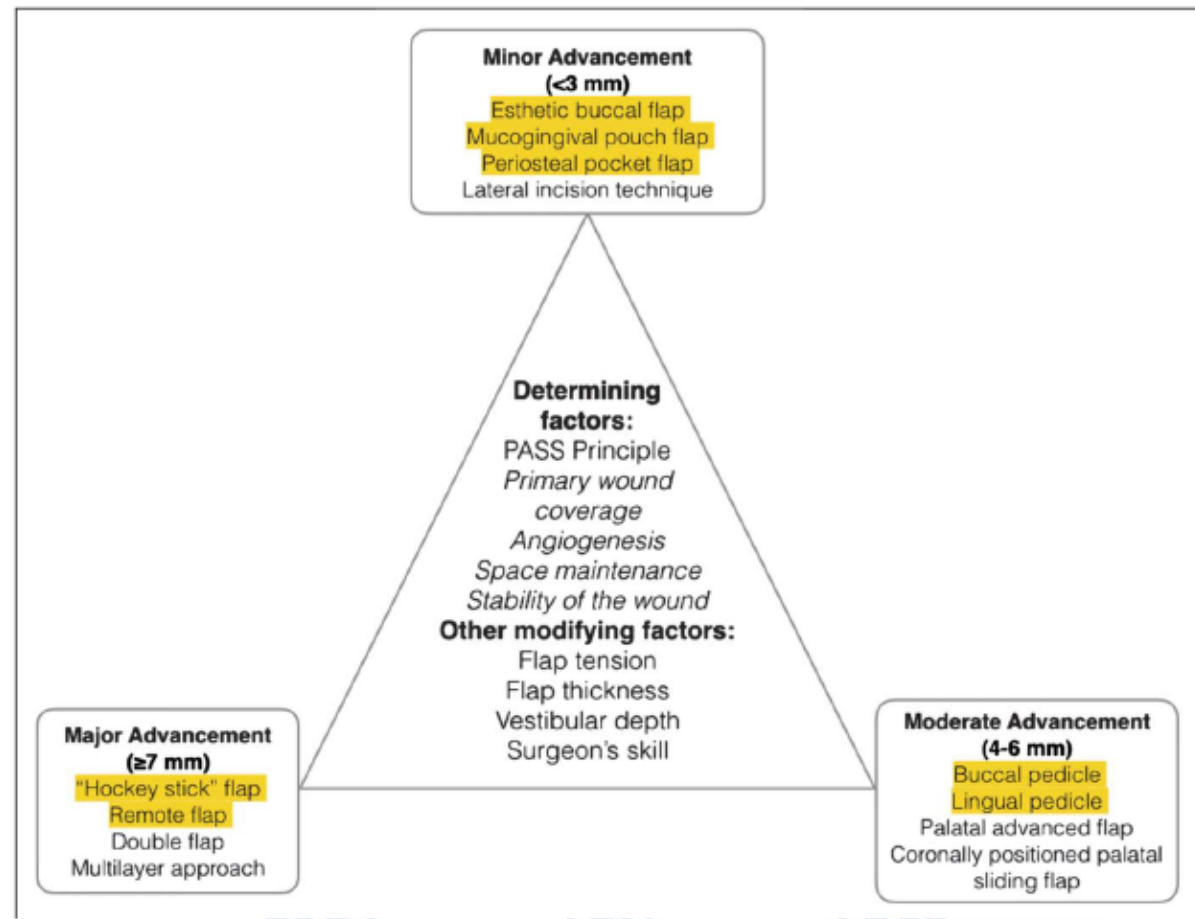 Minor Advancement
(<3 mm)
Esthetic buccal flap
Mucogingival pouch flap
Periosteal pocket flap
Lateral incision technique
Determining
factors:
PASS Principle
Primary wound
coverage
Angiogenesis
Space maintenance
Stability of the wound
Other modifying factors:
Flap tension
Flap thickness
Vestibular depth
Surgeon's skill
Major Advancement
(≥7 mm)
"Hockey stick" flap
Remote flap
Double flap
Multilayer approach
Moderate Advancement
(4-6 mm)
Buccal pedicle
Lingual pedicle
Palatal advanced flap
Coronally positioned palatal
sliding flap